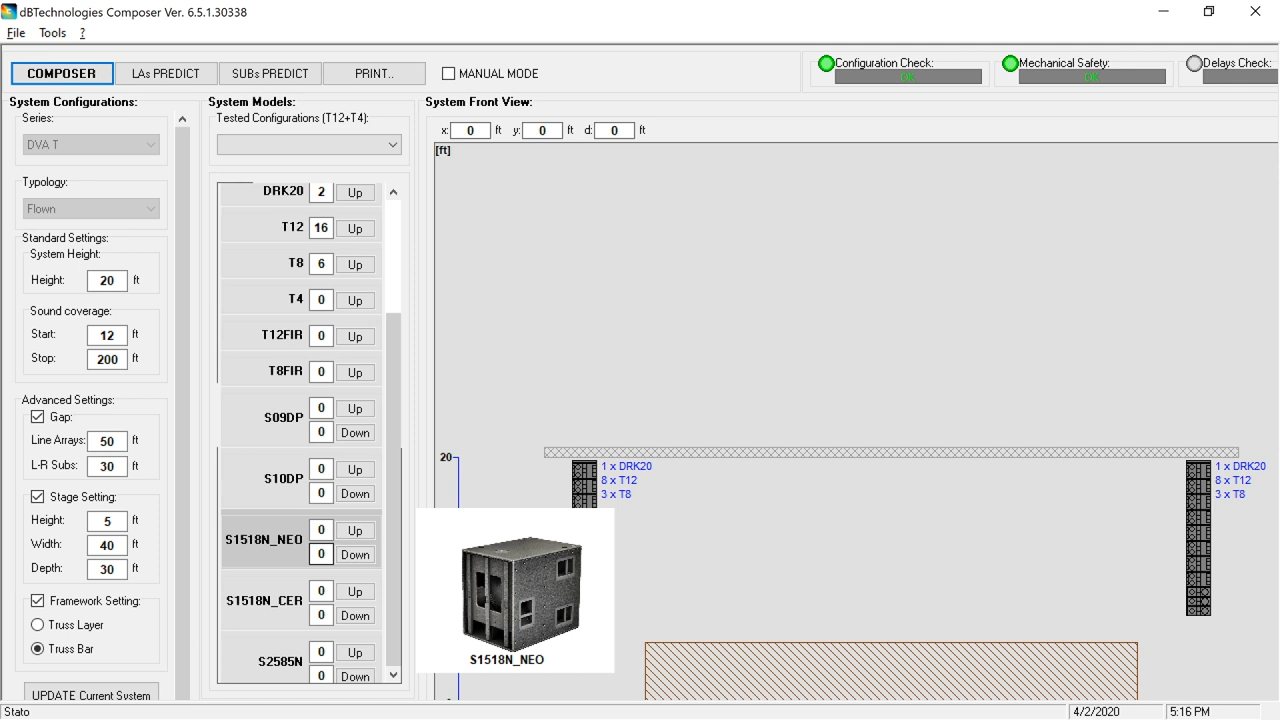 dBTechnologies Composer Ver. 6.5.1.30338
File Tools ?
COMPOSER LAs PREDICT SUBs PREDICT PRINT.. MANUAL MODE
Configuration Check:
OK
Mechanical Safety:
OK
Delays Check:
System Configurations:
Series:
DVA T
Typology:
Flown
Standard Settings:
System Height:
Height: 20 ft
Sound coverage:
Start: 12 ft
Stop: 200 ft
Advanced Settings:
Gap:
Line Arrays: 50 ft
L-R Subs: 30 ft
Stage Setting:
Height: 5 ft
Width: 40 ft
Depth: 30 ft
Framework Setting:
Truss Layer
Truss Bar
UPDATE Current System
System Models:
Tested Configurations (T12+T4):
DRK20 2 Up
T12 16 Up
T8 6 Up
T4 0 Up
T12FIR 0 Up
T8FIR 0 Up
S09DP 0 Up
0 Down
S10DP 0 Up
0 Down
S1518N_NEO 0 Up
0 Down
S1518N_CER 0 Up
0 Down
S2585N 0 Up
0 Down
System Front View:
x: 0 ft y: 0 ft d: 0 ft
[ft]
20
1 x DRK20
8 x T12
3 x T8
1 x DRK20
8 x T12
3 x T8
S1518N_NEO
Stato
4/2/2020 5:16 PM